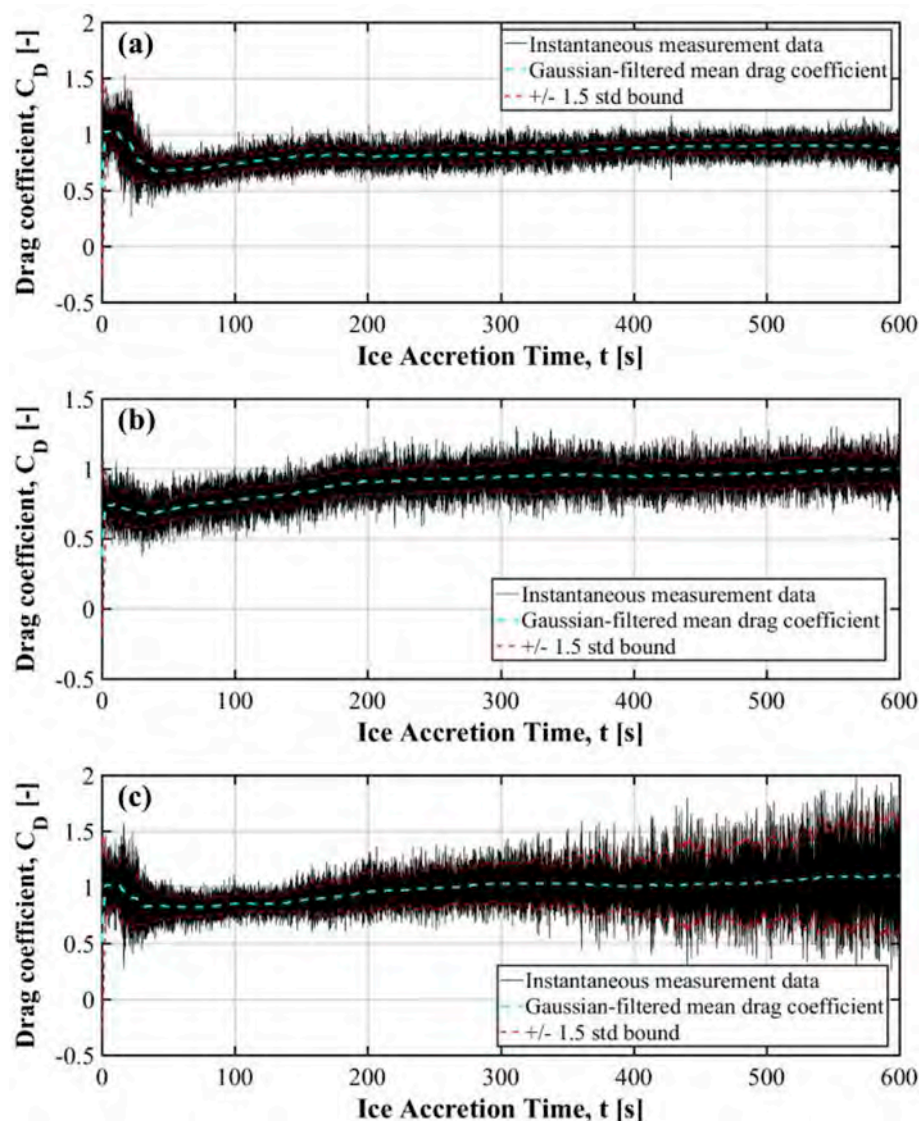 (a)
Drag coefficient, C_D [-]
2
1.5
1
0.5
0
-0.5
Instantaneous measurement data
Gaussian-filtered mean drag coefficient
+/- 1.5 std bound
0 100 200 300 400 500 600
Ice Accretion Time, t [s]
(b)
Drag coefficient, C_D [-]
1.5
1
0.5
0
-0.5
Instantaneous measurement data
Gaussian-filtered mean drag coefficient
+/- 1.5 std bound
0 100 200 300 400 500 600
Ice Accretion Time, t [s]
(c)
Drag coefficient, C_D [-]
2
1.5
1
0.5
0
-0.5
Instantaneous measurement data
Gaussian-filtered mean drag coefficient
+/- 1.5 std bound
0 100 200 300 400 500 600
Ice Accretion Time, t [s]